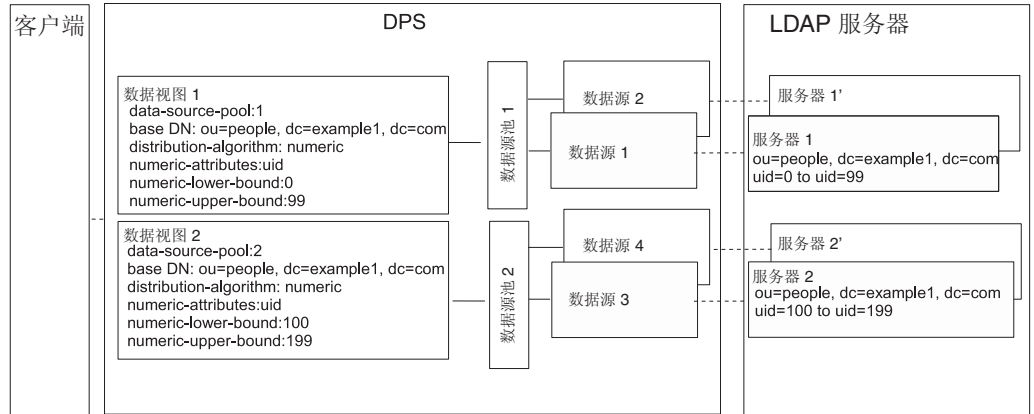 客户端
DPS
LDAP 服务器
数据视图 1
data-source-pool:1
base DN: ou=people, dc=example1, dc=com
distribution-algorithm: numeric
numeric-attributes:uid
numeric-lower-bound:0
numeric-upper-bound:99
数据源池 1
数据源 2
数据源 1
服务器 1’
服务器 1
ou=people, dc=example1, dc=com
uid=0 to uid=99
数据视图 2
data-source-pool:2
base DN: ou=people, dc=example1, dc=com
distribution-algorithm: numeric
numeric-attributes:uid
numeric-lower-bound:100
numeric-upper-bound:199
数据源池 2
数据源 4
数据源 3
服务器 2’
服务器 2
ou=people, dc=example1, dc=com
uid=100 to uid=199